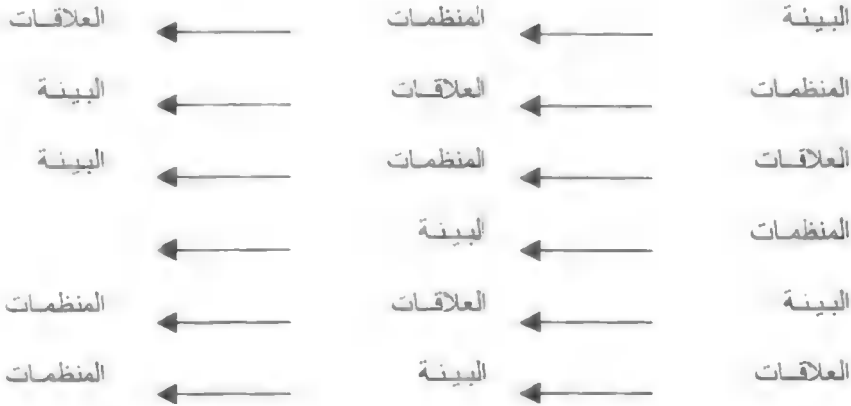 البيئة ← المنظمات ← العلاقات
المنظمات ← العلاقات ← البيئة
العلاقات ← المنظمات ← البيئة
المنظمات ← البيئة ←
البيئة ← العلاقات ← المنظمات
العلاقات ← البيئة ← المنظمات